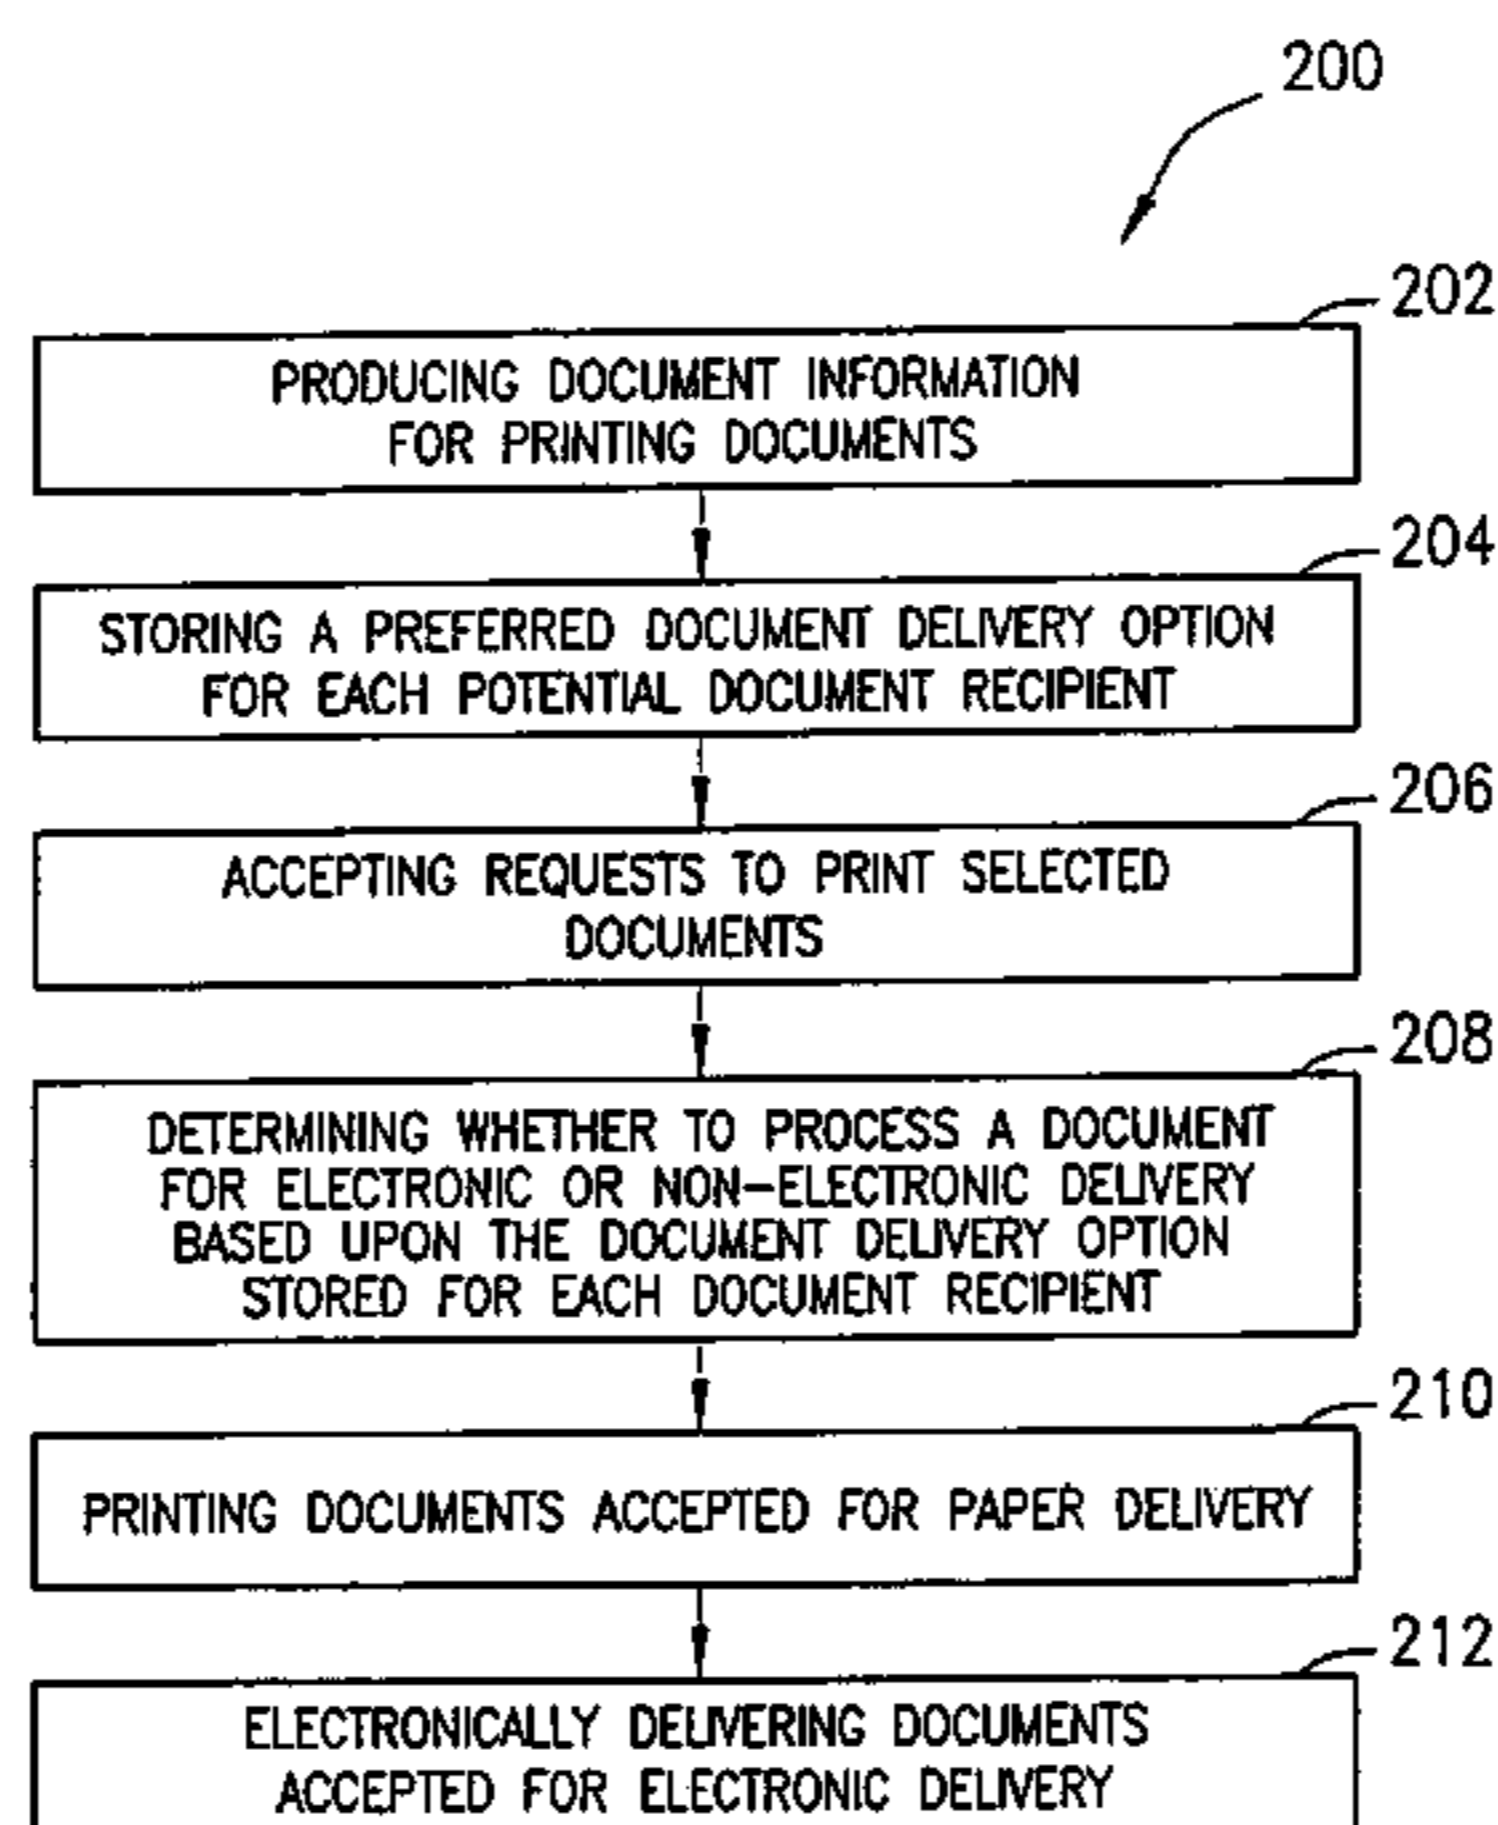 200
202
PRODUCING DOCUMENT INFORMATION
FOR PRINTING DOCUMENTS
204
STORING A PREFERRED DOCUMENT DELIVERY OPTION
FOR EACH POTENTIAL DOCUMENT RECIPIENT
206
ACCEPTING REQUESTS TO PRINT SELECTED
DOCUMENTS
208
DETERMINING WHETHER TO PROCESS A DOCUMENT
FOR ELECTRONIC OR NON-ELECTRONIC DELIVERY
BASED UPON THE DOCUMENT DELIVERY OPTION
STORED FOR EACH DOCUMENT RECIPIENT
210
PRINTING DOCUMENTS ACCEPTED FOR PAPER DELIVERY
212
ELECTRONICALLY DELIVERING DOCUMENTS
ACCEPTED FOR ELECTRONIC DELIVERY